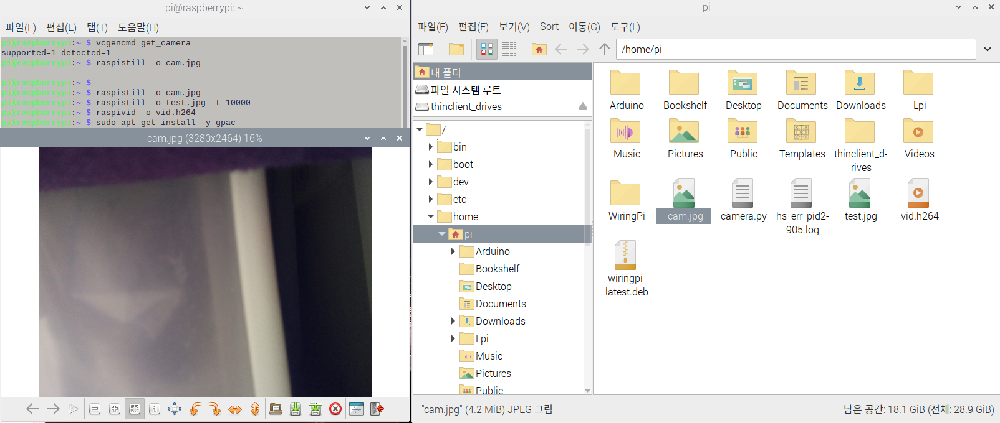 pi@raspberrypi: ~
파일(F) 편집(E) 탭(T) 도움말(H)
pi@raspberrypi:~ $ vcgencmd get_camera
supported=1 detected=1
pi@raspberrypi:~ $ raspistill -o cam.jpg
pi@raspberrypi:~ $
pi@raspberrypi:~ $ raspistill -o cam.jpg
pi@raspberrypi:~ $ raspistill -o test.jpg -t 10000
pi@raspberrypi:~ $ raspivid -o vid.h264
pi@raspberrypi:~ $ sudo apt-get install -y gpac
cam.jpg (3280x2464) 16%
pi
파일(F) 편집(E) 보기(V) Sort 이동(G) 도구(L)
/home/pi
내 폴더
파일 시스템 루트
thinclient_drives
/
bin
boot
dev
etc
home
pi
Arduino
Bookshelf
Desktop
Documents
Downloads
Lpi
Music
Pictures
Public
Arduino Bookshelf Desktop Documents Downloads Lpi
Music Pictures Public Templates thinclient_d- Videos
rives
WiringPi cam.jpg camera.py hs_err_pid2- test.jpg vid.h264
905.log
wiringpi-
latest.deb
"cam.jpg" (4.2 MiB) JPEG 그림
남은 공간: 18.1 GiB (전체: 28.9 GiB)